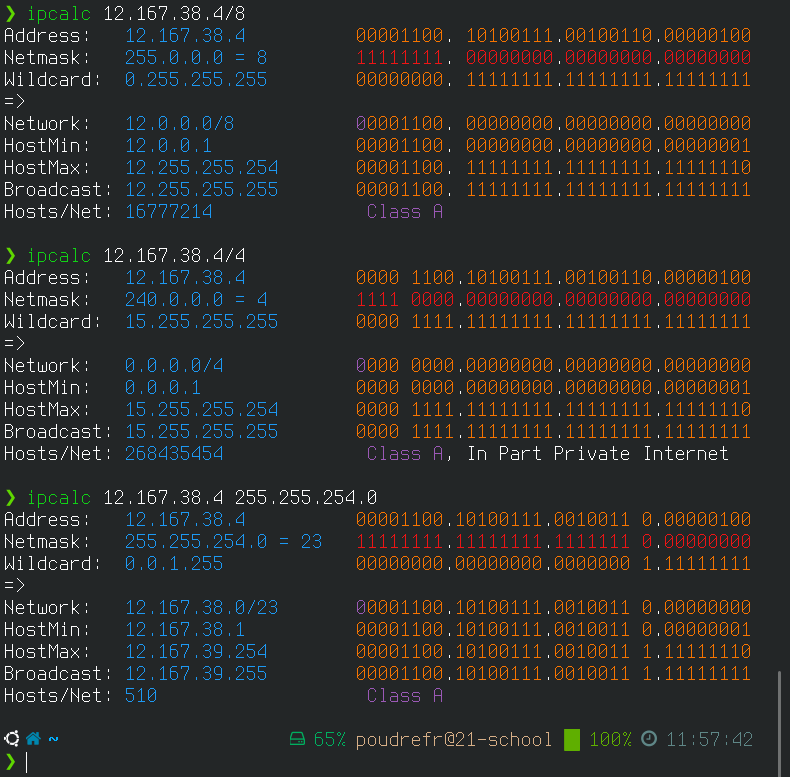 ❯ ipcalc 12.167.38.4/8
Address:   12.167.38.4          00001100. 10100111.00100110.00000100
Netmask:   255.0.0.0 = 8        11111111. 00000000.00000000.00000000
Wildcard:  0.255.255.255        00000000. 11111111.11111111.11111111
=>
Network:   12.0.0.0/8           00001100. 00000000.00000000.00000000
HostMin:   12.0.0.1             00001100. 00000000.00000000.00000001
HostMax:   12.255.255.254       00001100. 11111111.11111111.11111110
Broadcast: 12.255.255.255       00001100. 11111111.11111111.11111111
Hosts/Net: 16777214              Class A
❯ ipcalc 12.167.38.4/4
Address:   12.167.38.4          0000 1100.10100111.00100110.00000100
Netmask:   240.0.0.0 = 4        1111 0000.00000000.00000000.00000000
Wildcard:  15.255.255.255       0000 1111.11111111.11111111.11111111
=>
Network:   0.0.0.0/4            0000 0000.00000000.00000000.00000000
HostMin:   0.0.0.1              0000 0000.00000000.00000000.00000001
HostMax:   15.255.255.254       0000 1111.11111111.11111111.11111110
Broadcast: 15.255.255.255       0000 1111.11111111.11111111.11111111
Hosts/Net: 268435454             Class A, In Part Private Internet
❯ ipcalc 12.167.38.4 255.255.254.0
Address:   12.167.38.4          00001100.10100111.0010011 0.00000100
Netmask:   255.255.254.0 = 23   11111111.11111111.1111111 0.00000000
Wildcard:  0.0.1.255            00000000.00000000.0000000 1.11111111
=>
Network:   12.167.38.0/23       00001100.10100111.0010011 0.00000000
HostMin:   12.167.38.1          00001100.10100111.0010011 0.00000001
HostMax:   12.167.39.254        00001100.10100111.0010011 1.11111110
Broadcast: 12.167.39.255        00001100.10100111.0010011 1.11111111
Hosts/Net: 510                   Class A
~ 65% poudrefr@21-school 100% 11:57:42
❯